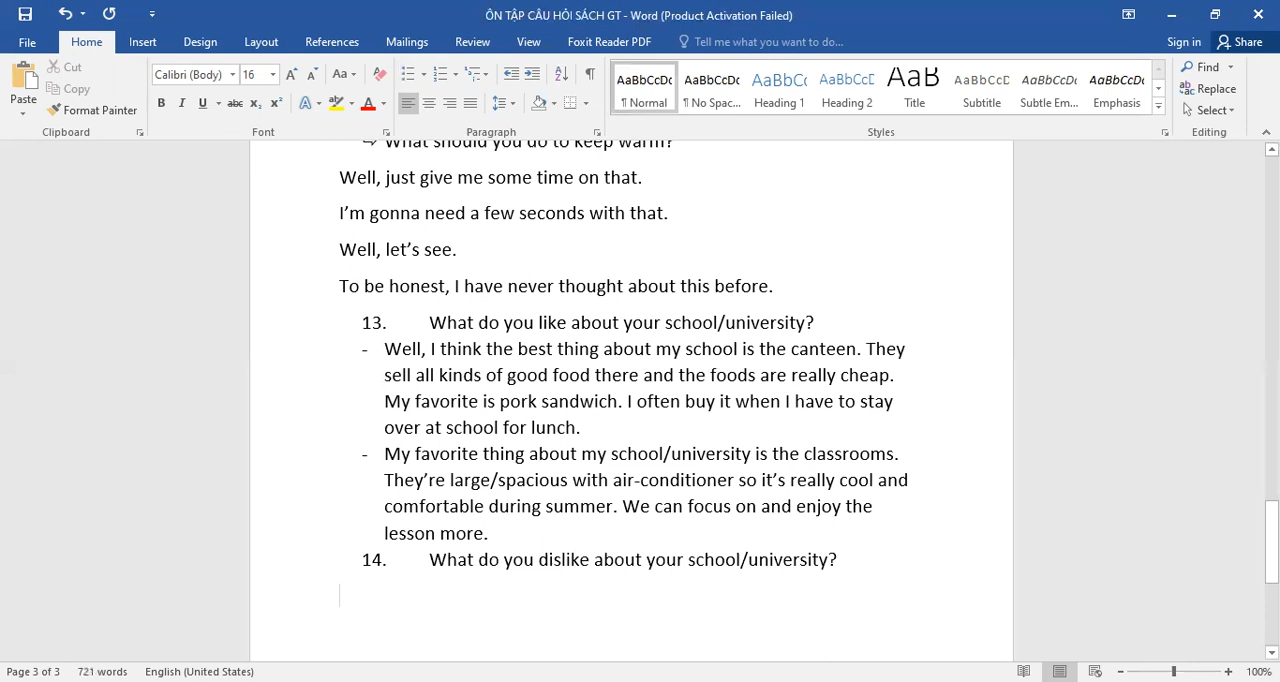 ÔN TẬP CÂU HỎI SÁCH GT - Word (Product Activation Failed)
File Home Insert Design Layout References Mailings Review View Foxit Reader PDF Tell me what you want to do... Sign in Share
Paste
Cut
Copy
Format Painter
Clipboard
Calibri (Body) 16
Font
Paragraph
AaBbCcDc AaBbCcDc AaBbC AaBbCcE AaB AaBbCcD AaBbCcDt AaBbCcDt
¶ Normal ¶ No Spac... Heading 1 Heading 2 Title Subtitle Subtle Em... Emphasis
Styles
Find
Replace
Select
Editing
What should you do to keep warm?
Well, just give me some time on that.
I'm gonna need a few seconds with that.
Well, let's see.
To be honest, I have never thought about this before.
13. What do you like about your school/university?
- Well, I think the best thing about my school is the canteen. They
sell all kinds of good food there and the foods are really cheap.
My favorite is pork sandwich. I often buy it when I have to stay
over at school for lunch.
- My favorite thing about my school/university is the classrooms.
They're large/spacious with air-conditioner so it's really cool and
comfortable during summer. We can focus on and enjoy the
lesson more.
14. What do you dislike about your school/university?
Page 3 of 3 721 words English (United States) 100%